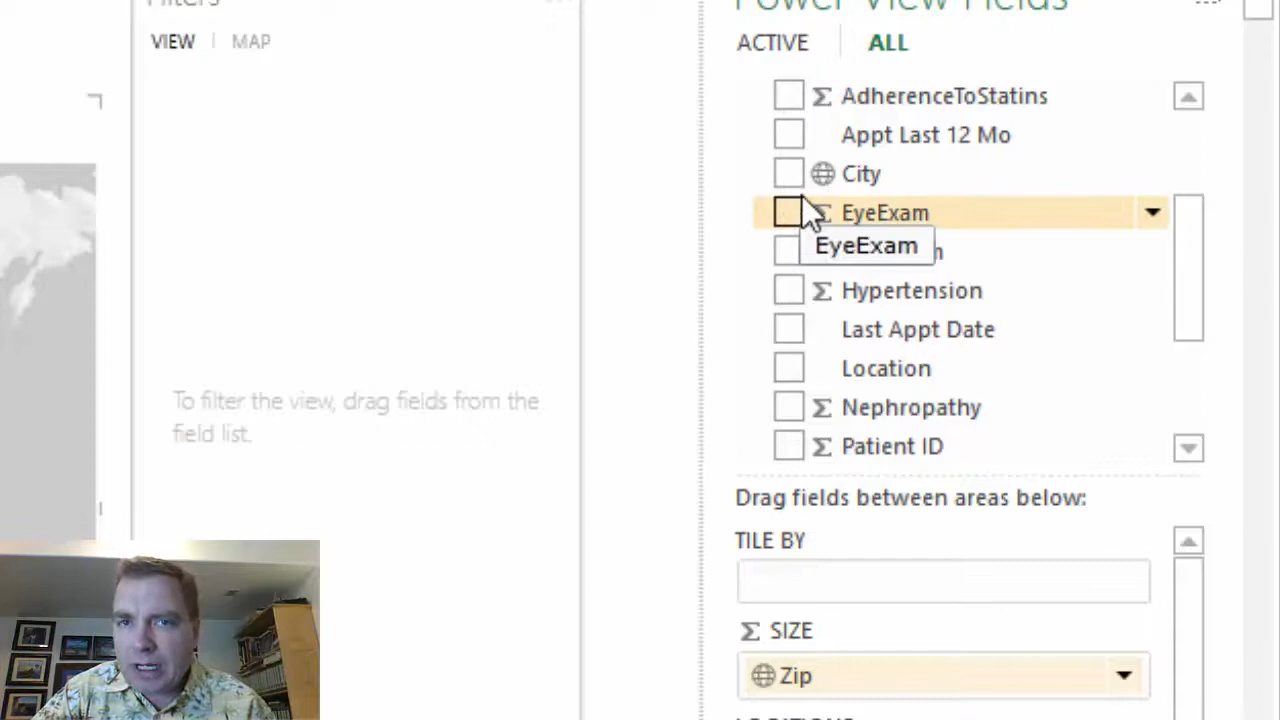 Filters
Power View Fields
VIEW | MAP
ACTIVE
ALL
Σ AdherenceToStatins
Appt Last 12 Mo
City
EyeExam
EyeExam
Σ Hypertension
Last Appt Date
Location
Σ Nephropathy
Σ Patient ID
To filter the view, drag fields from the
field list.
Drag fields between areas below:
TILE BY
Σ SIZE
Zip
LOCATIONS